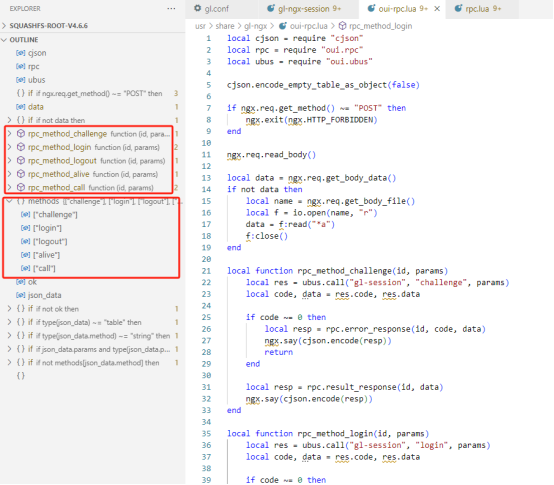 EXPLORER ...
SQUASHFS-ROOT-V4.6.6
OUTLINE
cjson
rpc
ubus
{} if if ngx.req.get_method() ~= "POST" then 3
data 1
{} if if not data then 1
rpc_method_challenge function (id, para... 1
rpc_method_login function (id, params) 2
rpc_method_logout function (id, params) 1
rpc_method_alive function (id, params) 1
rpc_method_call function (id, params) 2
{} methods {["challenge"], ["login"], ["logout"], [...
["challenge"]
["login"]
["logout"]
["alive"]
["call"]
ok
json_data
{} if if not ok then 1
{} if if type(json_data) ~= "table" then 1
{} if if type(json_data.method) ~= "string" then 1
{} if if json_data.params and type(json_data.p... 1
{} if if not methods[json_data.method] then 1
{}
gl.conf gl-ngx-session 9+ oui-rpc.lua 9+ rpc.lua 9+
usr > share > gl-ngx > oui-rpc.lua > rpc_method_login
1 local cjson = require "cjson"
2 local rpc = require "oui.rpc"
3 local ubus = require "oui.ubus"
4
5 cjson.encode_empty_table_as_object(false)
6
7 if ngx.req.get_method() ~= "POST" then
8 ngx.exit(ngx.HTTP_FORBIDDEN)
9 end
10
11 ngx.req.read_body()
12
13 local data = ngx.req.get_body_data()
14 if not data then
15 local name = ngx.req.get_body_file()
16 local f = io.open(name, "r")
17 data = f:read("*a")
18 f:close()
19 end
20
21 local function rpc_method_challenge(id, params)
22 local res = ubus.call("gl-session", "challenge", params)
23 local code, data = res.code, res.data
24
25 if code ~= 0 then
26 local resp = rpc.error_response(id, code, data)
27 ngx.say(cjson.encode(resp))
28 return
29 end
30
31 local resp = rpc.result_response(id, data)
32 ngx.say(cjson.encode(resp))
33 end
34
35 local function rpc_method_login(id, params)
36 local res = ubus.call("gl-session", "login", params)
37 local code, data = res.code, res.data
38
39 if code ~= 0 then